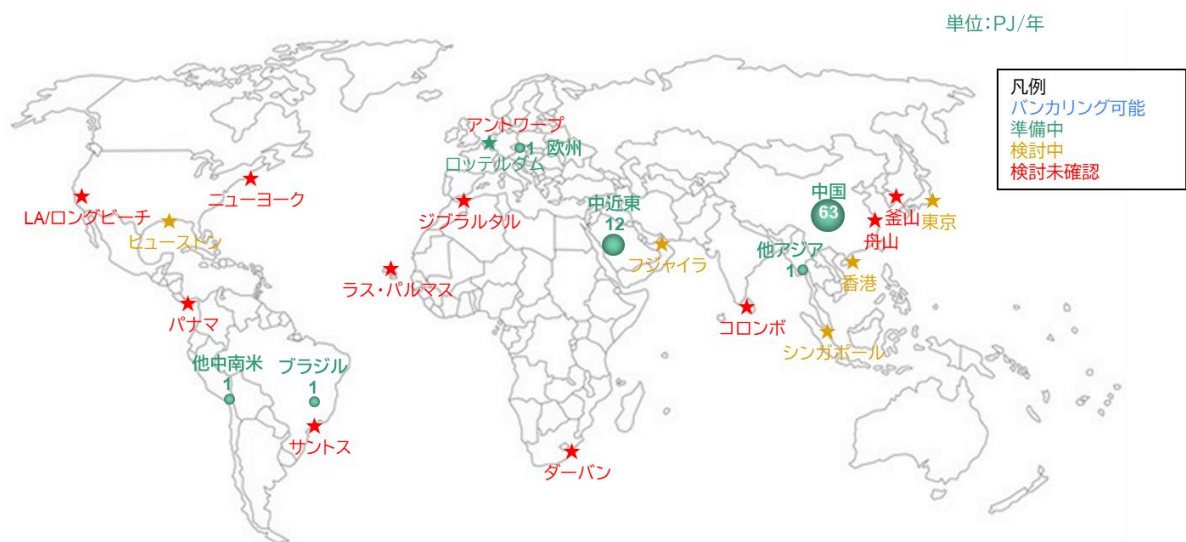 単位:PJ/年
凡例
バンカリング可能
準備中
検討中
検討未確認
アントワープ
1 欧州
ロッテルダム
ニューヨーク
LA/ロングビーチ
ヒューストン
ジブラルタル
中近東
12
中国
63
釜山
東京
舟山
フジャイラ
他アジア
1
香港
ラス・パルマス
パナマ
コロンボ
シンガポール
他中南米
1
ブラジル
1
サントス
ダーバン